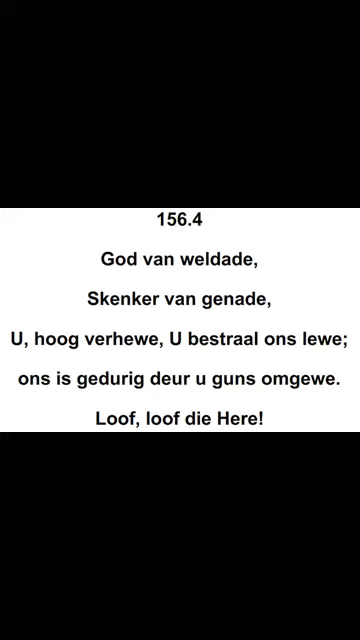 156.4
God van weldade,
Skenker van genade,
U, hoog verhewe, U bestraal ons lewe;
ons is gedurig deur u guns omgewe.
Loof, loof die Here!